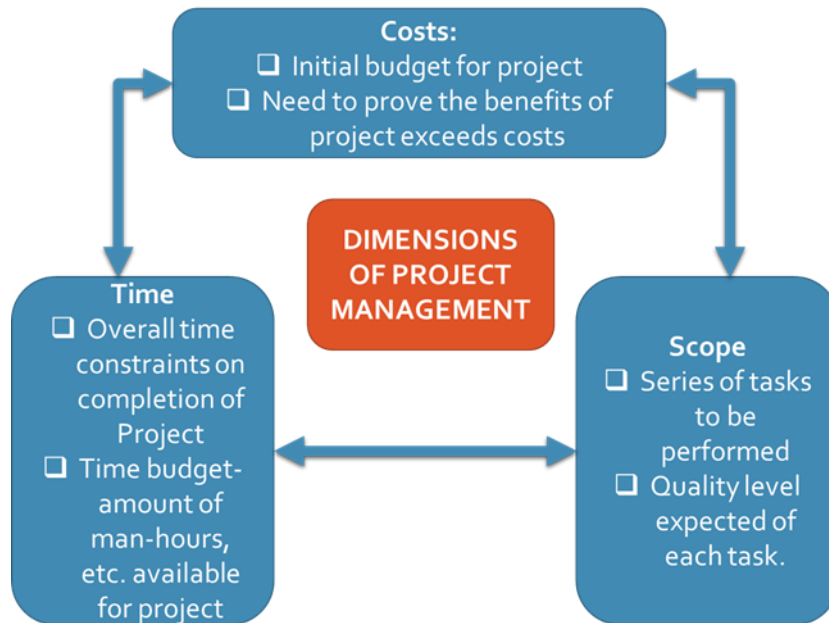 Costs:
❑ Initial budget for project
❑ Need to prove the benefits of
project exceeds costs
DIMENSIONS
OF PROJECT
MANAGEMENT
Time
❑ Overall time
constraints on
completion of
Project
❑ Time budget-
amount of
man-hours,
etc. available
for project
Scope
❑ Series of tasks
to be
performed
❑ Quality level
expected of
each task.